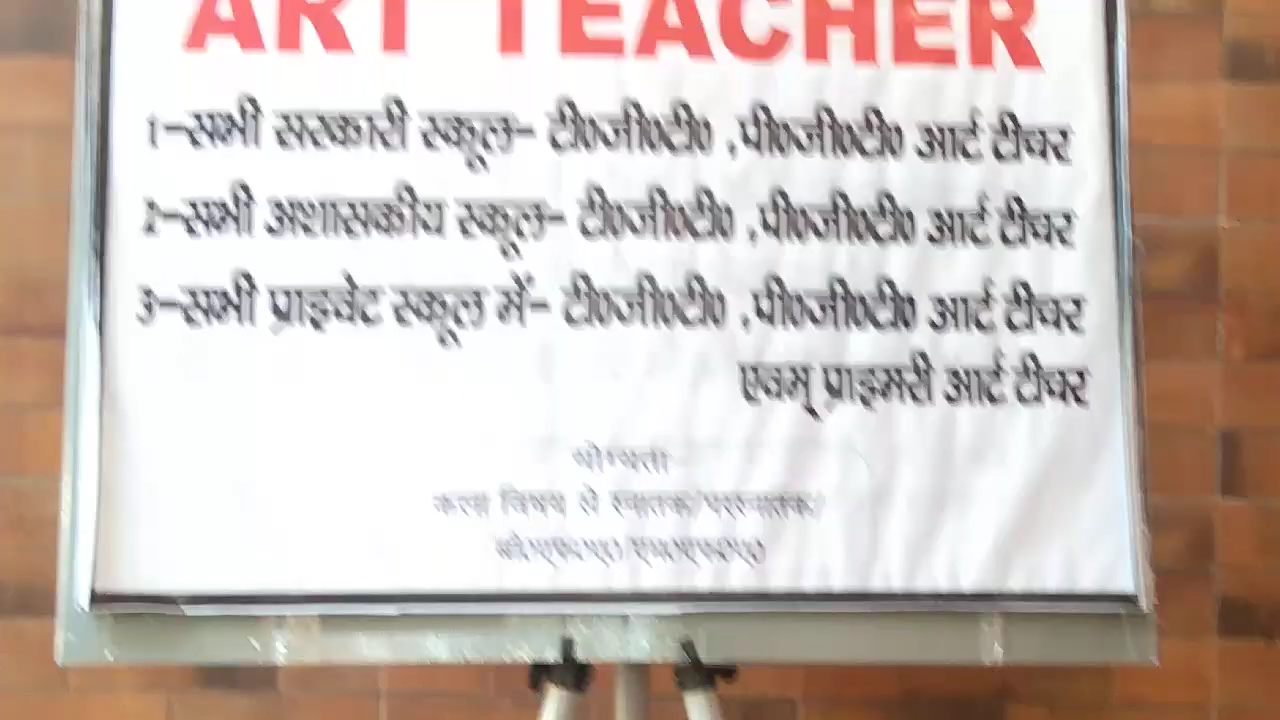 ART TEACHER
1-सभी सरकारी स्कूल- टी०जी०टी० ,पी०जी०टी० आर्ट टीचर
2-सभी अशासकीय स्कूल- टी०जी०टी० ,पी०जी०टी० आर्ट टीचर
3-सभी प्राइवेट स्कूल में- टी०जी०टी० ,पी०जी०टी० आर्ट टीचर
एवम् प्राइमरी आर्ट टीचर
योग्यता
कला विषय से स्नातक/परास्नातक/